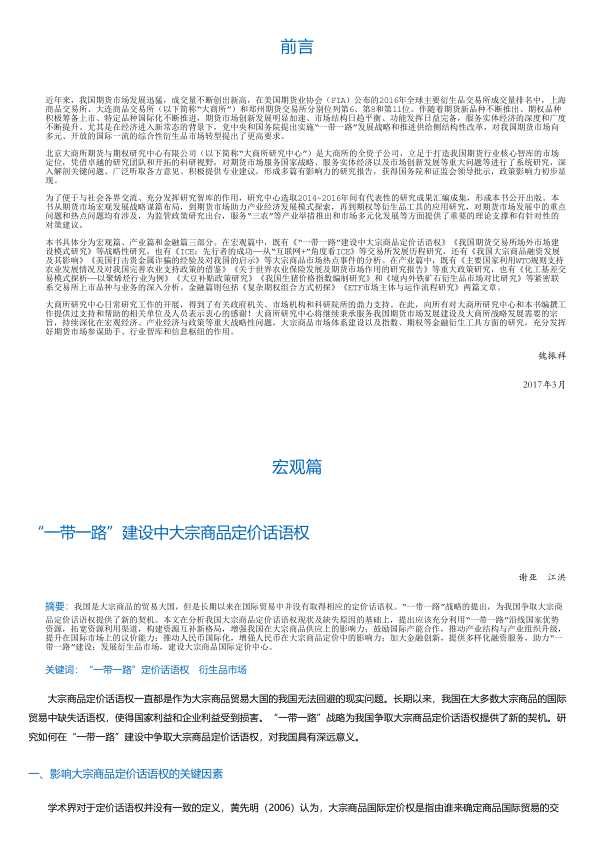 前言
近年来，我国期货市场发展迅猛，成交量不断创出新高，在美国期货业协会（FIA）公布的2016年全球主要衍生品交易所成交量排名中，上海
商品交易所、大连商品交易所（以下简称“大商所”）和郑州期货交易所分别位列第6、第8和第11位。伴随着期货新品种不断推出、期权品种
积极筹备上市、特定品种国际化不断推进，期货市场创新发展明显加速、市场结构日趋平衡、功能发挥日益完备，服务实体经济的深度和广度
不断提升。尤其是在经济进入新常态的背景下，党中央和国务院提出实施“一带一路”发展战略和推进供给侧结构性改革，对我国期货市场向
多元、开放的国际一流的综合性衍生品市场转型提出了更高要求。
北京大商所期货与期权研究中心有限公司（以下简称“大商所研究中心”）是大商所的全资子公司，立足于打造我国期货行业核心智库的市场
定位，凭借卓越的研究团队和开拓的科研视野，对期货市场服务国家战略、服务实体经济以及市场创新发展等重大问题等进行了系统研究，深
入解剖关键问题、广泛听取各方意见、积极提供专业建议，形成多篇有影响力的研究报告，获得国务院和证监会领导批示，政策影响力初步显
现。
为了便于与社会各界交流、充分发挥研究智库的作用，研究中心选取2014~2016年间有代表性的研究成果汇编成集，形成本书公开出版。本
书从期货市场宏观发展战略谋篇布局，到期货市场助力产业经济发展模式探索，再到期权等衍生品工具的应用研究，对期货市场发展中的重点
问题和热点问题均有涉及，为监管政策研究出台，服务“三农”等产业举措推出和市场多元化发展等方面提供了重要的理论支撑和有针对性的
对策建议。
本书具体分为宏观篇、产业篇和金融篇三部分。在宏观篇中，既有《“一带一路”建设中大宗商品定价话语权》《我国期货交易所场外市场建
设模式研究》等战略性研究，也有《ICE：先行者的成功—从“互联网+”角度看ICE》等交易所发展历程研究，还有《我国大宗商品融资发展
及其影响》《美国打击贵金属诈骗的经验及对我国的启示》等大宗商品市场热点事件的分析。在产业篇中，既有《主要国家利用WTO规则支持
农业发展情况及对我国完善农业支持政策的借鉴》《关于世界农业保险发展及期货市场作用的研究报告》等重大政策研究，也有《化工基差交
易模式探析—以聚烯烃行业为例》《大豆补贴政策研究》《我国生猪价格指数编制研究》和《境内外铁矿石衍生品市场对比研究》等紧密联
系交易所上市品种与业务的深入分析。金融篇则包括《复杂期权组合方式初探》《ETF市场主体与运作流程研究》两篇文章。
大商所研究中心日常研究工作的开展，得到了有关政府机关、市场机构和科研院所的鼎力支持。在此，向所有对大商所研究中心和本书编撰工
作提供过支持和帮助的相关单位及人员表示衷心的感谢！大商所研究中心将继续秉承服务我国期货市场发展建设及大商所战略发展需要的宗
旨，持续深化在宏观经济、产业经济与政策等重大战略性问题，大宗商品市场体系建设以及指数、期权等金融衍生工具方面的研究，充分发挥
好期货市场参谋助手、行业智库和信息枢纽的作用。
魏振祥
2017年3月
宏观篇
“一带一路”建设中大宗商品定价话语权
谢亚　江洪
摘要：我国是大宗商品的贸易大国，但是长期以来在国际贸易中并没有取得相应的定价话语权。“一带一路”战略的提出，为我国争取大宗商
品定价话语权提供了新的契机。本文在分析我国大宗商品定价话语权现状及缺失原因的基础上，提出应该充分利用“一带一路”沿线国家优势
资源，拓宽资源利用渠道，构建资源互补新格局，增强我国在大宗商品供应上的影响力；鼓励国际产能合作，推动产业结构与产业组织升级，
提升在国际市场上的议价能力；推动人民币国际化，增强人民币在大宗商品定价中的影响力；加大金融创新，提供多样化融资服务，助力“一
带一路”建设；发展衍生品市场，建设大宗商品国际定价中心。
关键词：“一带一路”定价话语权　衍生品市场
大宗商品定价话语权一直都是作为大宗商品贸易大国的我国无法回避的现实问题。长期以来，我国在大多数大宗商品的国际
贸易中缺失话语权，使得国家利益和企业利益受到损害。“一带一路”战略为我国争取大宗商品定价话语权提供了新的契机。研
究如何在“一带一路”建设中争取大宗商品定价话语权，对我国具有深远意义。
一、影响大宗商品定价话语权的关键因素
学术界对于定价话语权并没有一致的定义，黄先明（2006）认为，大宗商品国际定价权是指由谁来确定商品国际贸易的交